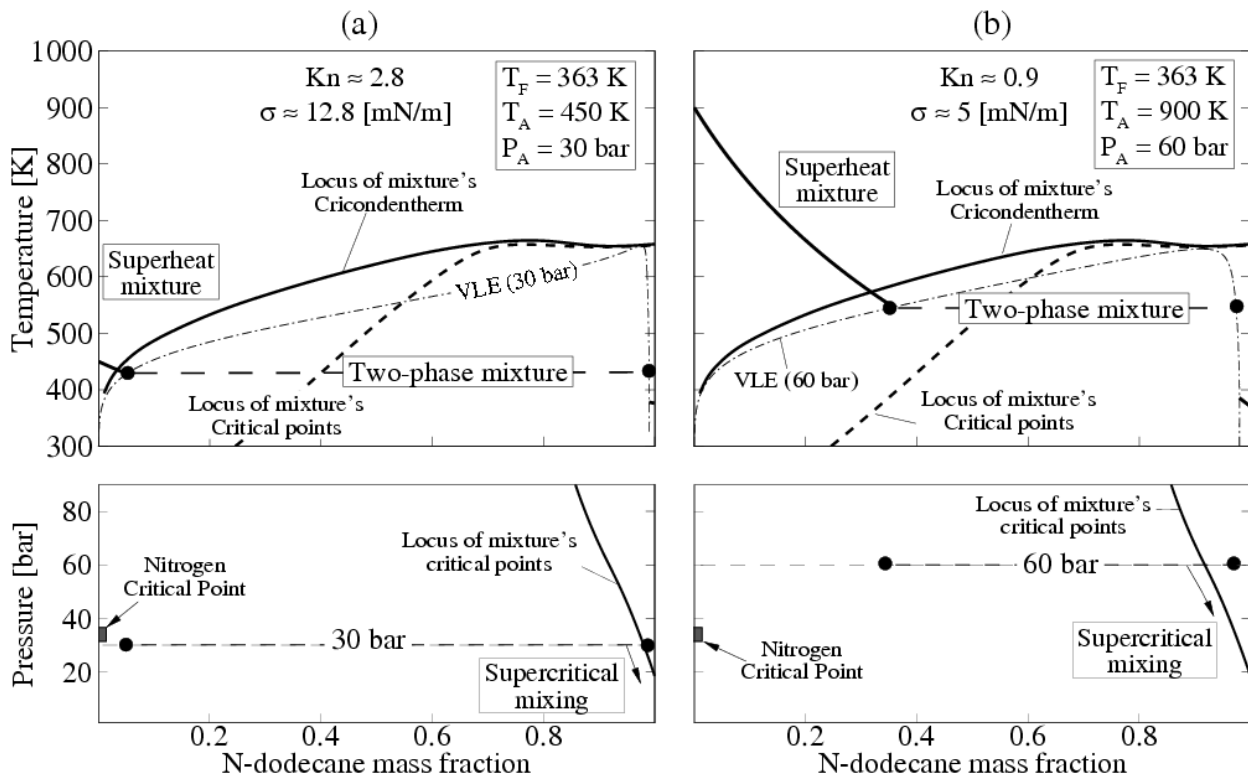 (a)
(b)
1000
900
800
700
600
500
400
300
Temperature [K]
Kn ≈ 2.8
σ ≈ 12.8 [mN/m]
T_F = 363 K
T_A = 450 K
P_A = 30 bar
Locus of mixture's
Cricondentherm
Superheat
mixture
VLE (30 bar)
Two-phase mixture
Locus of mixture's
Critical points
Kn ≈ 0.9
σ ≈ 5 [mN/m]
T_F = 363 K
T_A = 900 K
P_A = 60 bar
Superheat
mixture
Locus of mixture's
Cricondentherm
Two-phase mixture
VLE (60 bar)
Locus of mixture's
Critical points
80
60
40
20
Pressure [bar]
Locus of mixture's
critical points
Nitrogen
Critical Point
30 bar
Supercritical
mixing
0.2
0.4
0.6
0.8
N-dodecane mass fraction
Locus of mixture's
critical points
60 bar
Supercritical
mixing
Nitrogen
Critical Point
0.2
0.4
0.6
0.8
N-dodecane mass fraction